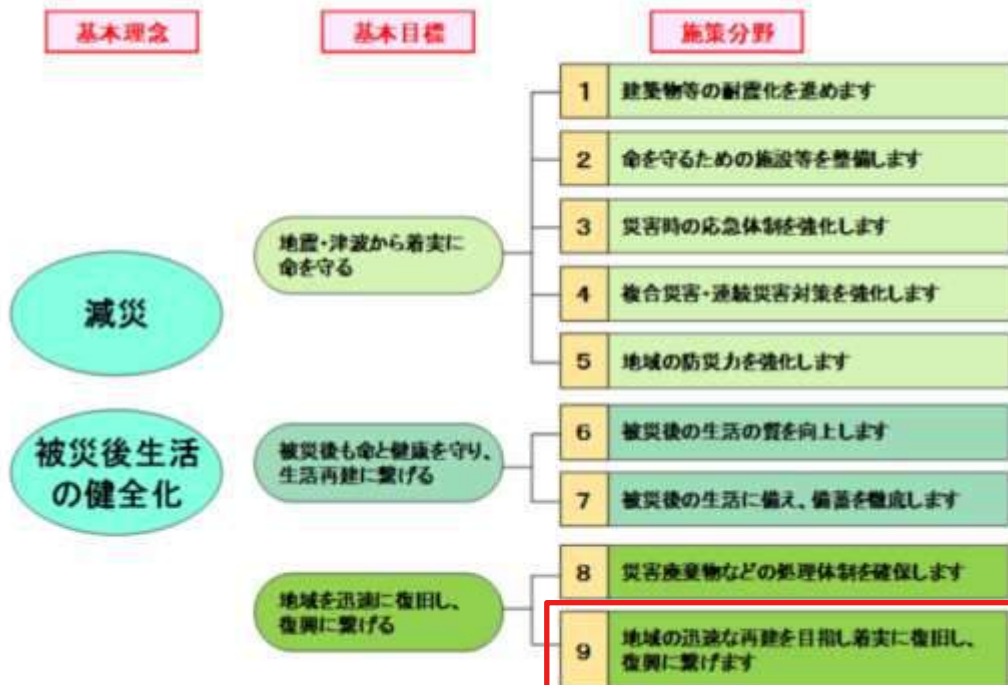 基本理念
基本目標
施策分野
減災
被災後生活
の健全化
地震・津波から着実に
命を守る
1 建築物等の耐震化を進めます
2 命を守るための施設等を整備します
3 災害時の応急体制を強化します
4 複合災害・連続災害対策を強化します
5 地域の防災力を強化します
被災後も命と健康を守り、
生活再建に繋げる
6 被災後の生活の質を向上します
7 被災後の生活に備え、備蓄を徹底します
地域を迅速に復旧し、
復興に繋げる
8 災害廃棄物などの処理体制を確保します
9 地域の迅速な再建を目指し着実に復旧し、
復興に繋げます